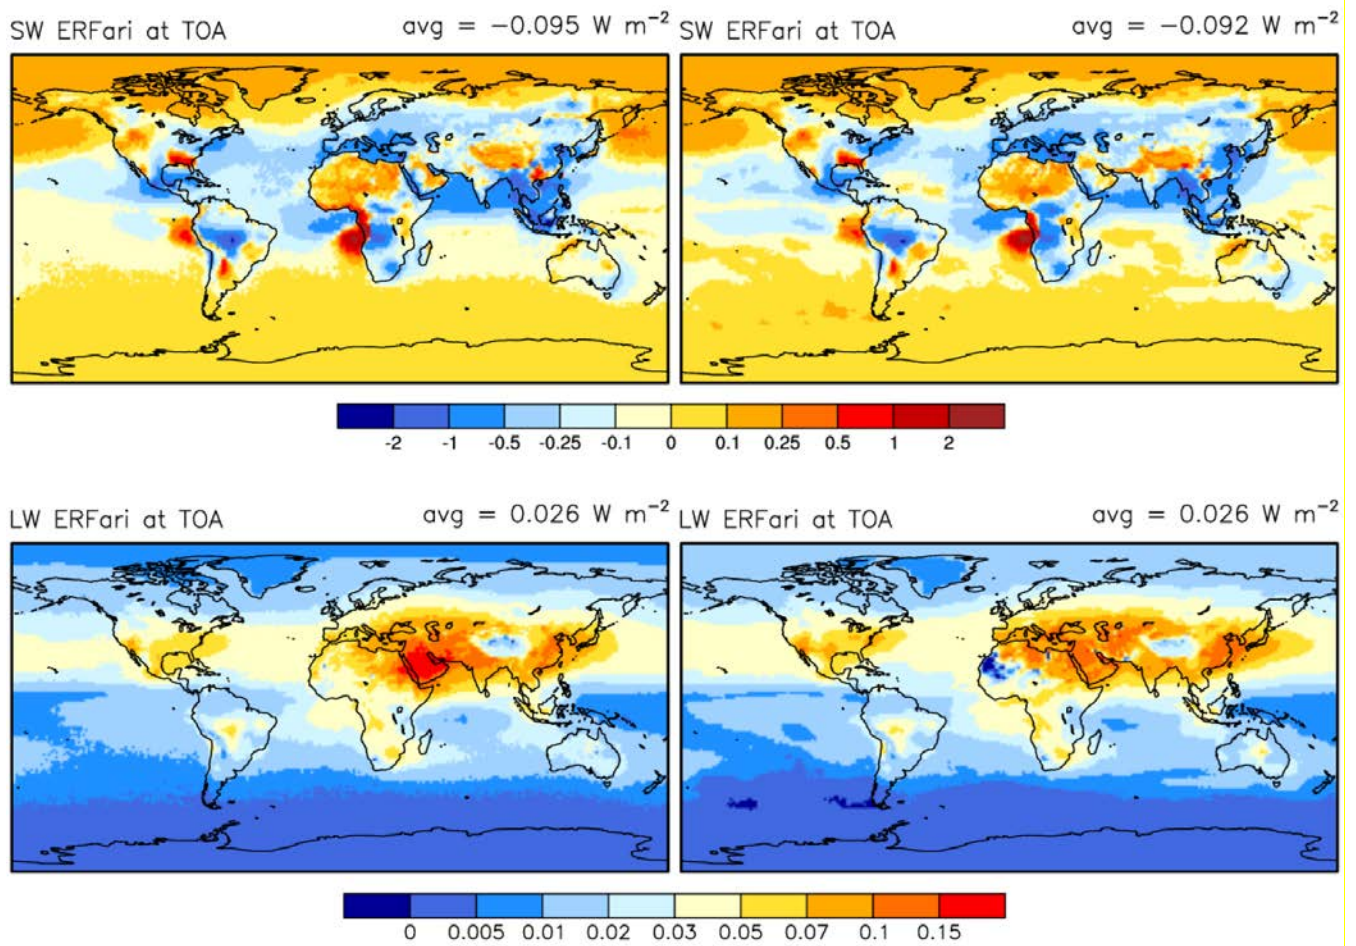 SW ERFari at TOA avg = −0.095 W m⁻² SW ERFari at TOA avg = −0.092 W m⁻²
-2 -1 -0.5 -0.25 -0.1 0 0.1 0.25 0.5 1 2
LW ERFari at TOA avg = 0.026 W m⁻² LW ERFari at TOA avg = 0.026 W m⁻²
0 0.005 0.01 0.02 0.03 0.05 0.07 0.1 0.15